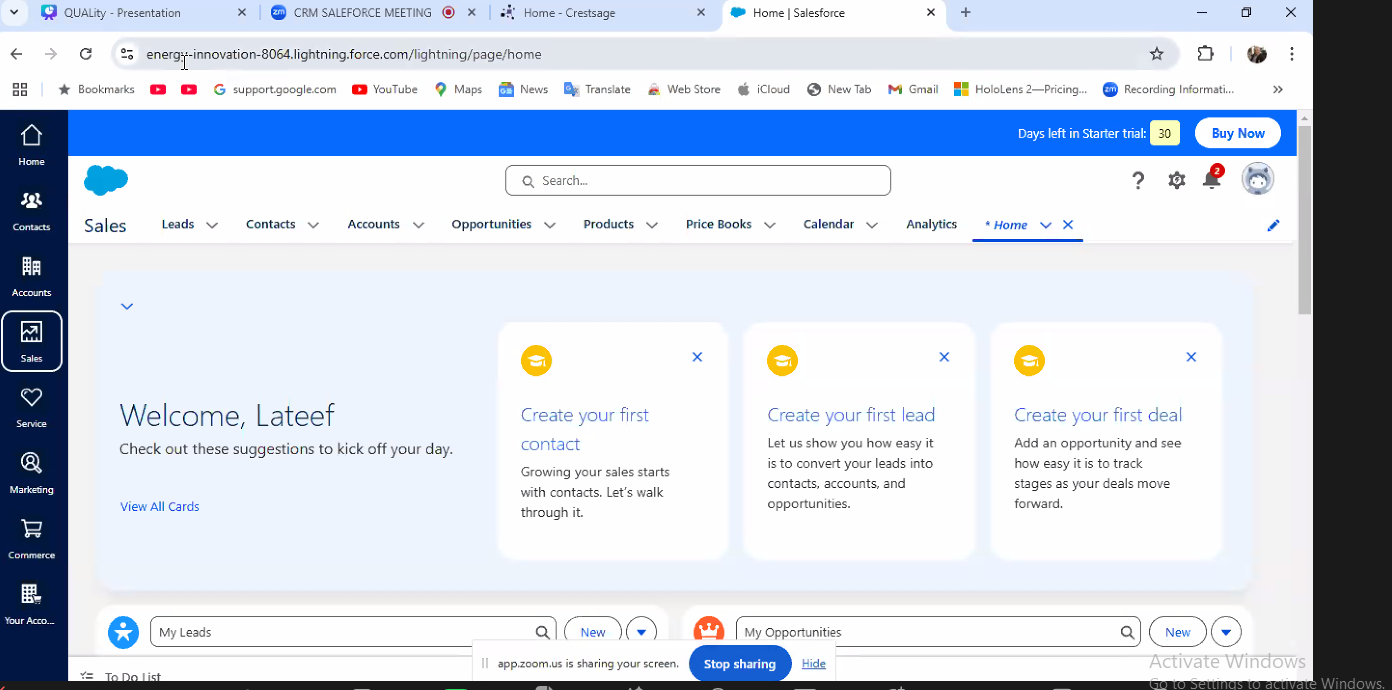 QUALity - Presentation
CRM SALEFORCE MEETING
Home - Crestsage
Home | Salesforce
energy-innovation-8064.lightning.force.com/lightning/page/home
Bookmarks
support.google.com
YouTube
Maps
News
Translate
Web Store
iCloud
New Tab
Gmail
HoloLens 2—Pricing...
Recording Informati...
Days left in Starter trial: 30 Buy Now
Search...
2
Sales
Leads
Contacts
Accounts
Opportunities
Products
Price Books
Calendar
Analytics
* Home
Home
Contacts
Accounts
Sales
Service
Marketing
Commerce
Your Acco...
Welcome, Lateef
Check out these suggestions to kick off your day.
View All Cards
Create your first
contact
Growing your sales starts
with contacts. Let's walk
through it.
Create your first lead
Let us show you how easy it
is to convert your leads into
contacts, accounts, and
opportunities.
Create your first deal
Add an opportunity and see
how easy it is to track
stages as your deals move
forward.
My Leads
New
My Opportunities
New
app.zoom.us is sharing your screen.
Stop sharing
Hide
To Do List
Activate Windows
Go to Settings to activate Windows.